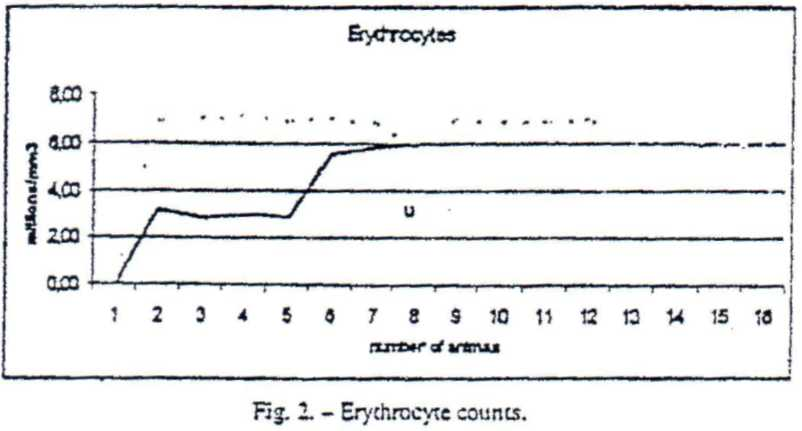 Erythrocytes
8,00
6,00
4,00
2,00
0,00
millions/mm3
U
1 2 3 4 5 6 7 8 9 10 11 12 13 14 15 16
number of animals
Fig. 2. – Erythrocyte counts.